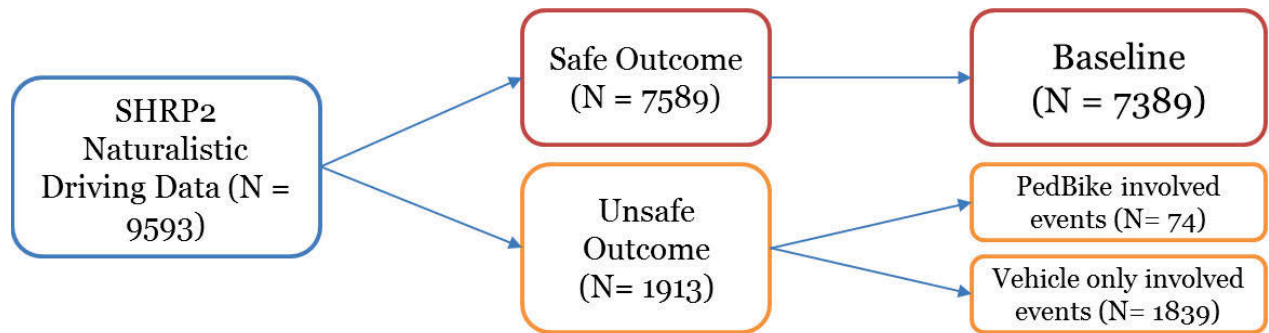 SHRP2
Naturalistic
Driving Data (N =
9593)
Safe Outcome
(N = 7589)
Baseline
(N = 7389)
Unsafe
Outcome
(N= 1913)
PedBike involved
events (N= 74)
Vehicle only involved
events (N= 1839)